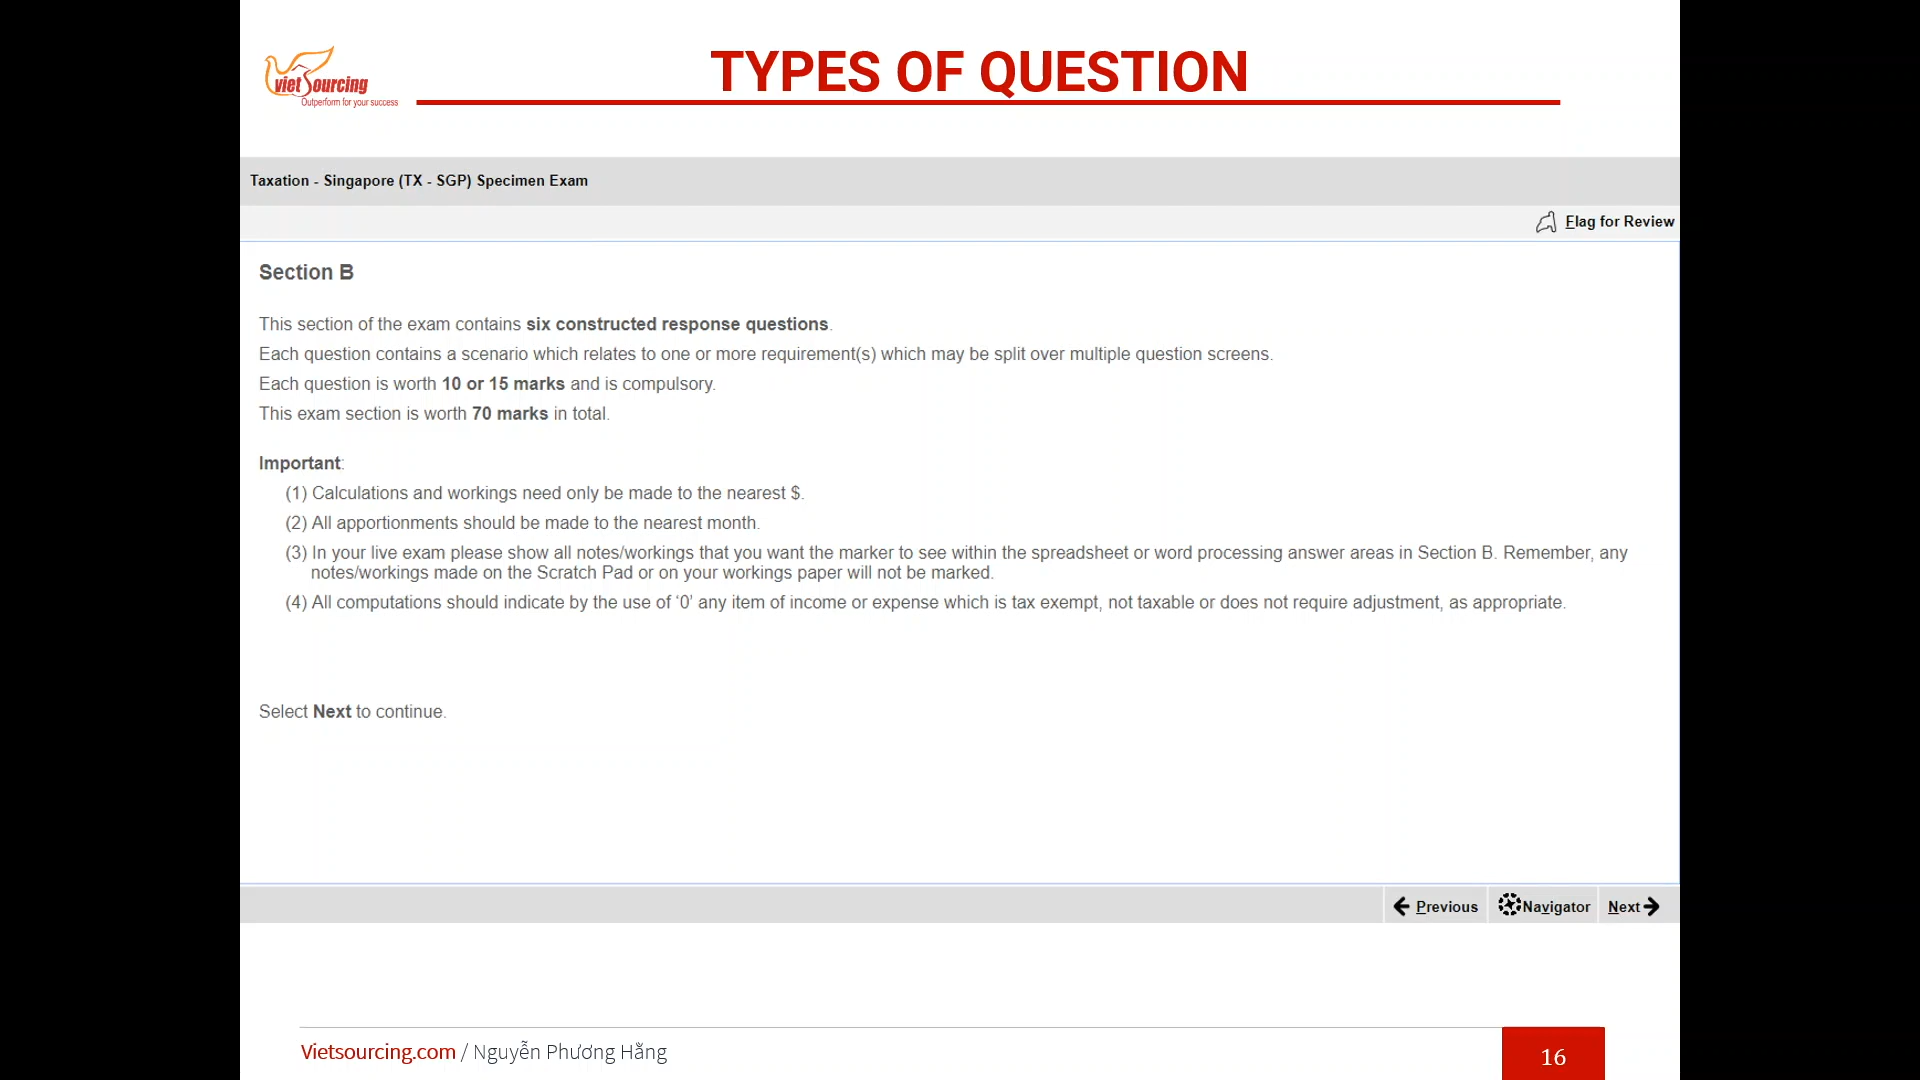 viet Sourcing
Outperform for your success
TYPES OF QUESTION
Taxation - Singapore (TX - SGP) Specimen Exam
Flag for Review
Section B
This section of the exam contains six constructed response questions.
Each question contains a scenario which relates to one or more requirement(s) which may be split over multiple question screens.
Each question is worth 10 or 15 marks and is compulsory.
This exam section is worth 70 marks in total.
Important:
(1) Calculations and workings need only be made to the nearest $.
(2) All apportionments should be made to the nearest month.
(3) In your live exam please show all notes/workings that you want the marker to see within the spreadsheet or word processing answer areas in Section B. Remember, any
notes/workings made on the Scratch Pad or on your workings paper will not be marked.
(4) All computations should indicate by the use of ‘0’ any item of income or expense which is tax exempt, not taxable or does not require adjustment, as appropriate.
Select Next to continue.
Previous Navigator Next
Vietsourcing.com / Nguyễn Phương Hằng
16